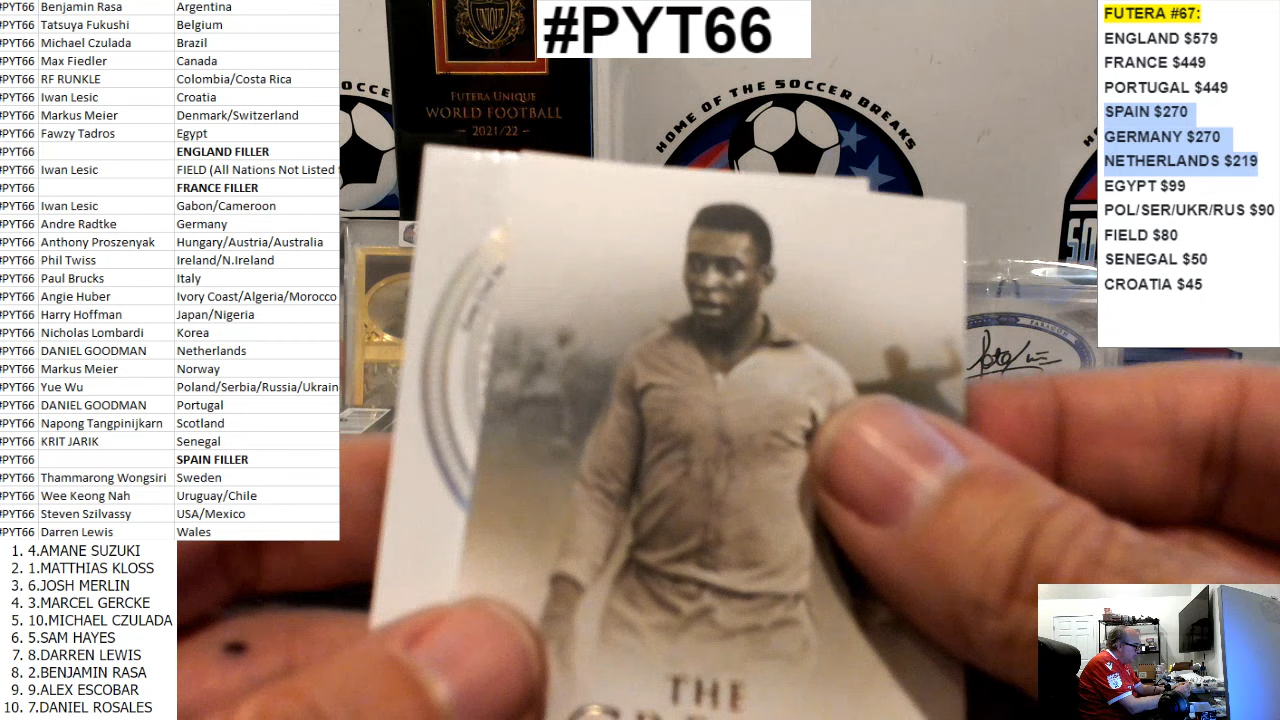 #PYT66 Benjamin Rasa Argentina
#PYT66 Tatsuya Fukushi Belgium
#PYT66 Michael Czulada Brazil
#PYT66 Max Fiedler Canada
#PYT66 RF RUNKLE Colombia/Costa Rica
#PYT66 Iwan Lesic Croatia
#PYT66 Markus Meier Denmark/Switzerland
#PYT66 Fawzy Tadros Egypt
#PYT66 ENGLAND FILLER
#PYT66 Iwan Lesic FIELD (All Nations Not Listed
#PYT66 FRANCE FILLER
#PYT66 Iwan Lesic Gabon/Cameroon
#PYT66 Andre Radtke Germany
#PYT66 Anthony Proszenyak Hungary/Austria/Australia
#PYT66 Phil Twiss Ireland/N.Ireland
#PYT66 Paul Brucks Italy
#PYT66 Angie Huber Ivory Coast/Algeria/Morocco
#PYT66 Harry Hoffman Japan/Nigeria
#PYT66 Nicholas Lombardi Korea
#PYT66 DANIEL GOODMAN Netherlands
#PYT66 Markus Meier Norway
#PYT66 Yue Wu Poland/Serbia/Russia/Ukrain
#PYT66 DANIEL GOODMAN Portugal
#PYT66 Napong Tangpinijkarn Scotland
#PYT66 KRIT JARIK Senegal
#PYT66 SPAIN FILLER
#PYT66 Thammarong Wongsiri Sweden
#PYT66 Wee Keong Nah Uruguay/Chile
#PYT66 Steven Szilvassy USA/Mexico
#PYT66 Darren Lewis Wales
1. 4.AMANE SUZUKI
2. 1.MATTHIAS KLOSS
3. 6.JOSH MERLIN
4. 3.MARCEL GERCKE
5. 10.MICHAEL CZULADA
6. 5.SAM HAYES
7. 8.DARREN LEWIS
8. 2.BENJAMIN RASA
9. 9.ALEX ESCOBAR
10. 7.DANIEL ROSALES
#PYT66
UNIQUE
FUTERA UNIQUE
WORLD FOOTBALL
— 2021/22 —
HOME OF THE SOCCER BREAKS
PARAGON
THE
FUTERA #67:
ENGLAND $579
FRANCE $449
PORTUGAL $449
SPAIN $270
GERMANY $270
NETHERLANDS $219
EGYPT $99
POL/SER/UKR/RUS $90
FIELD $80
SENEGAL $50
CROATIA $45